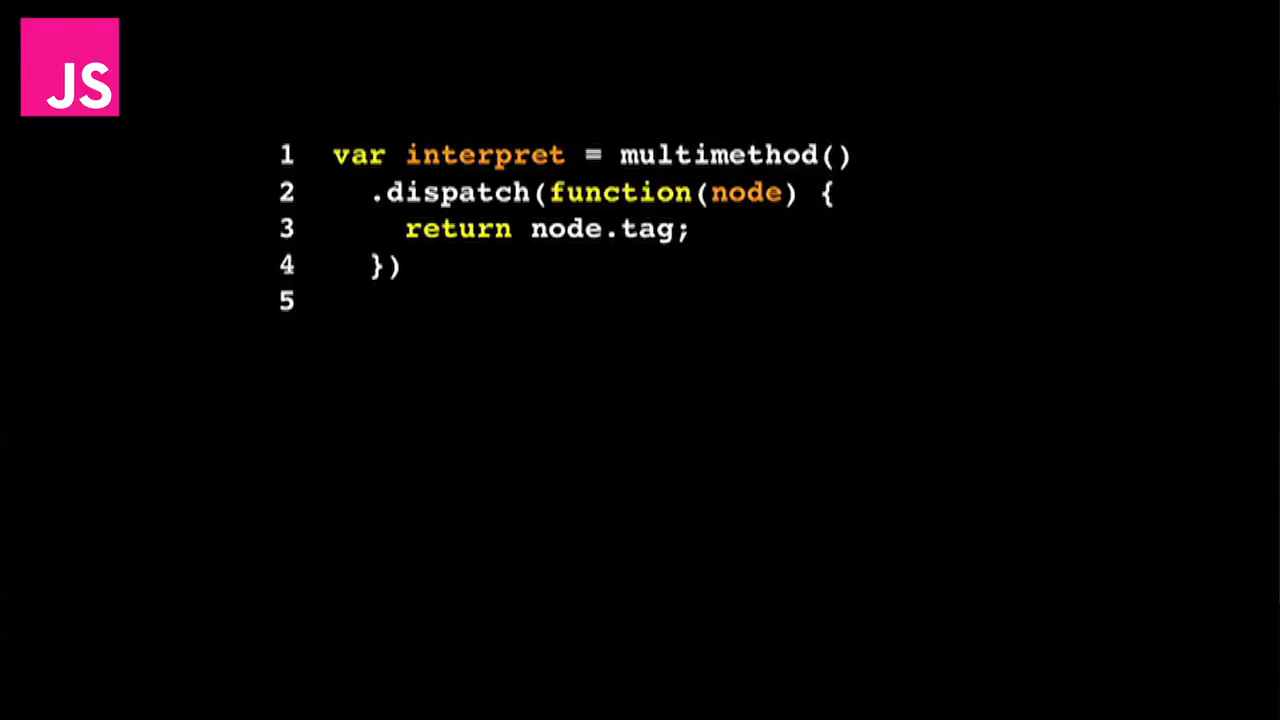 JS
1 var interpret = multimethod()
2 .dispatch(function(node) {
3 return node.tag;
4 })
5